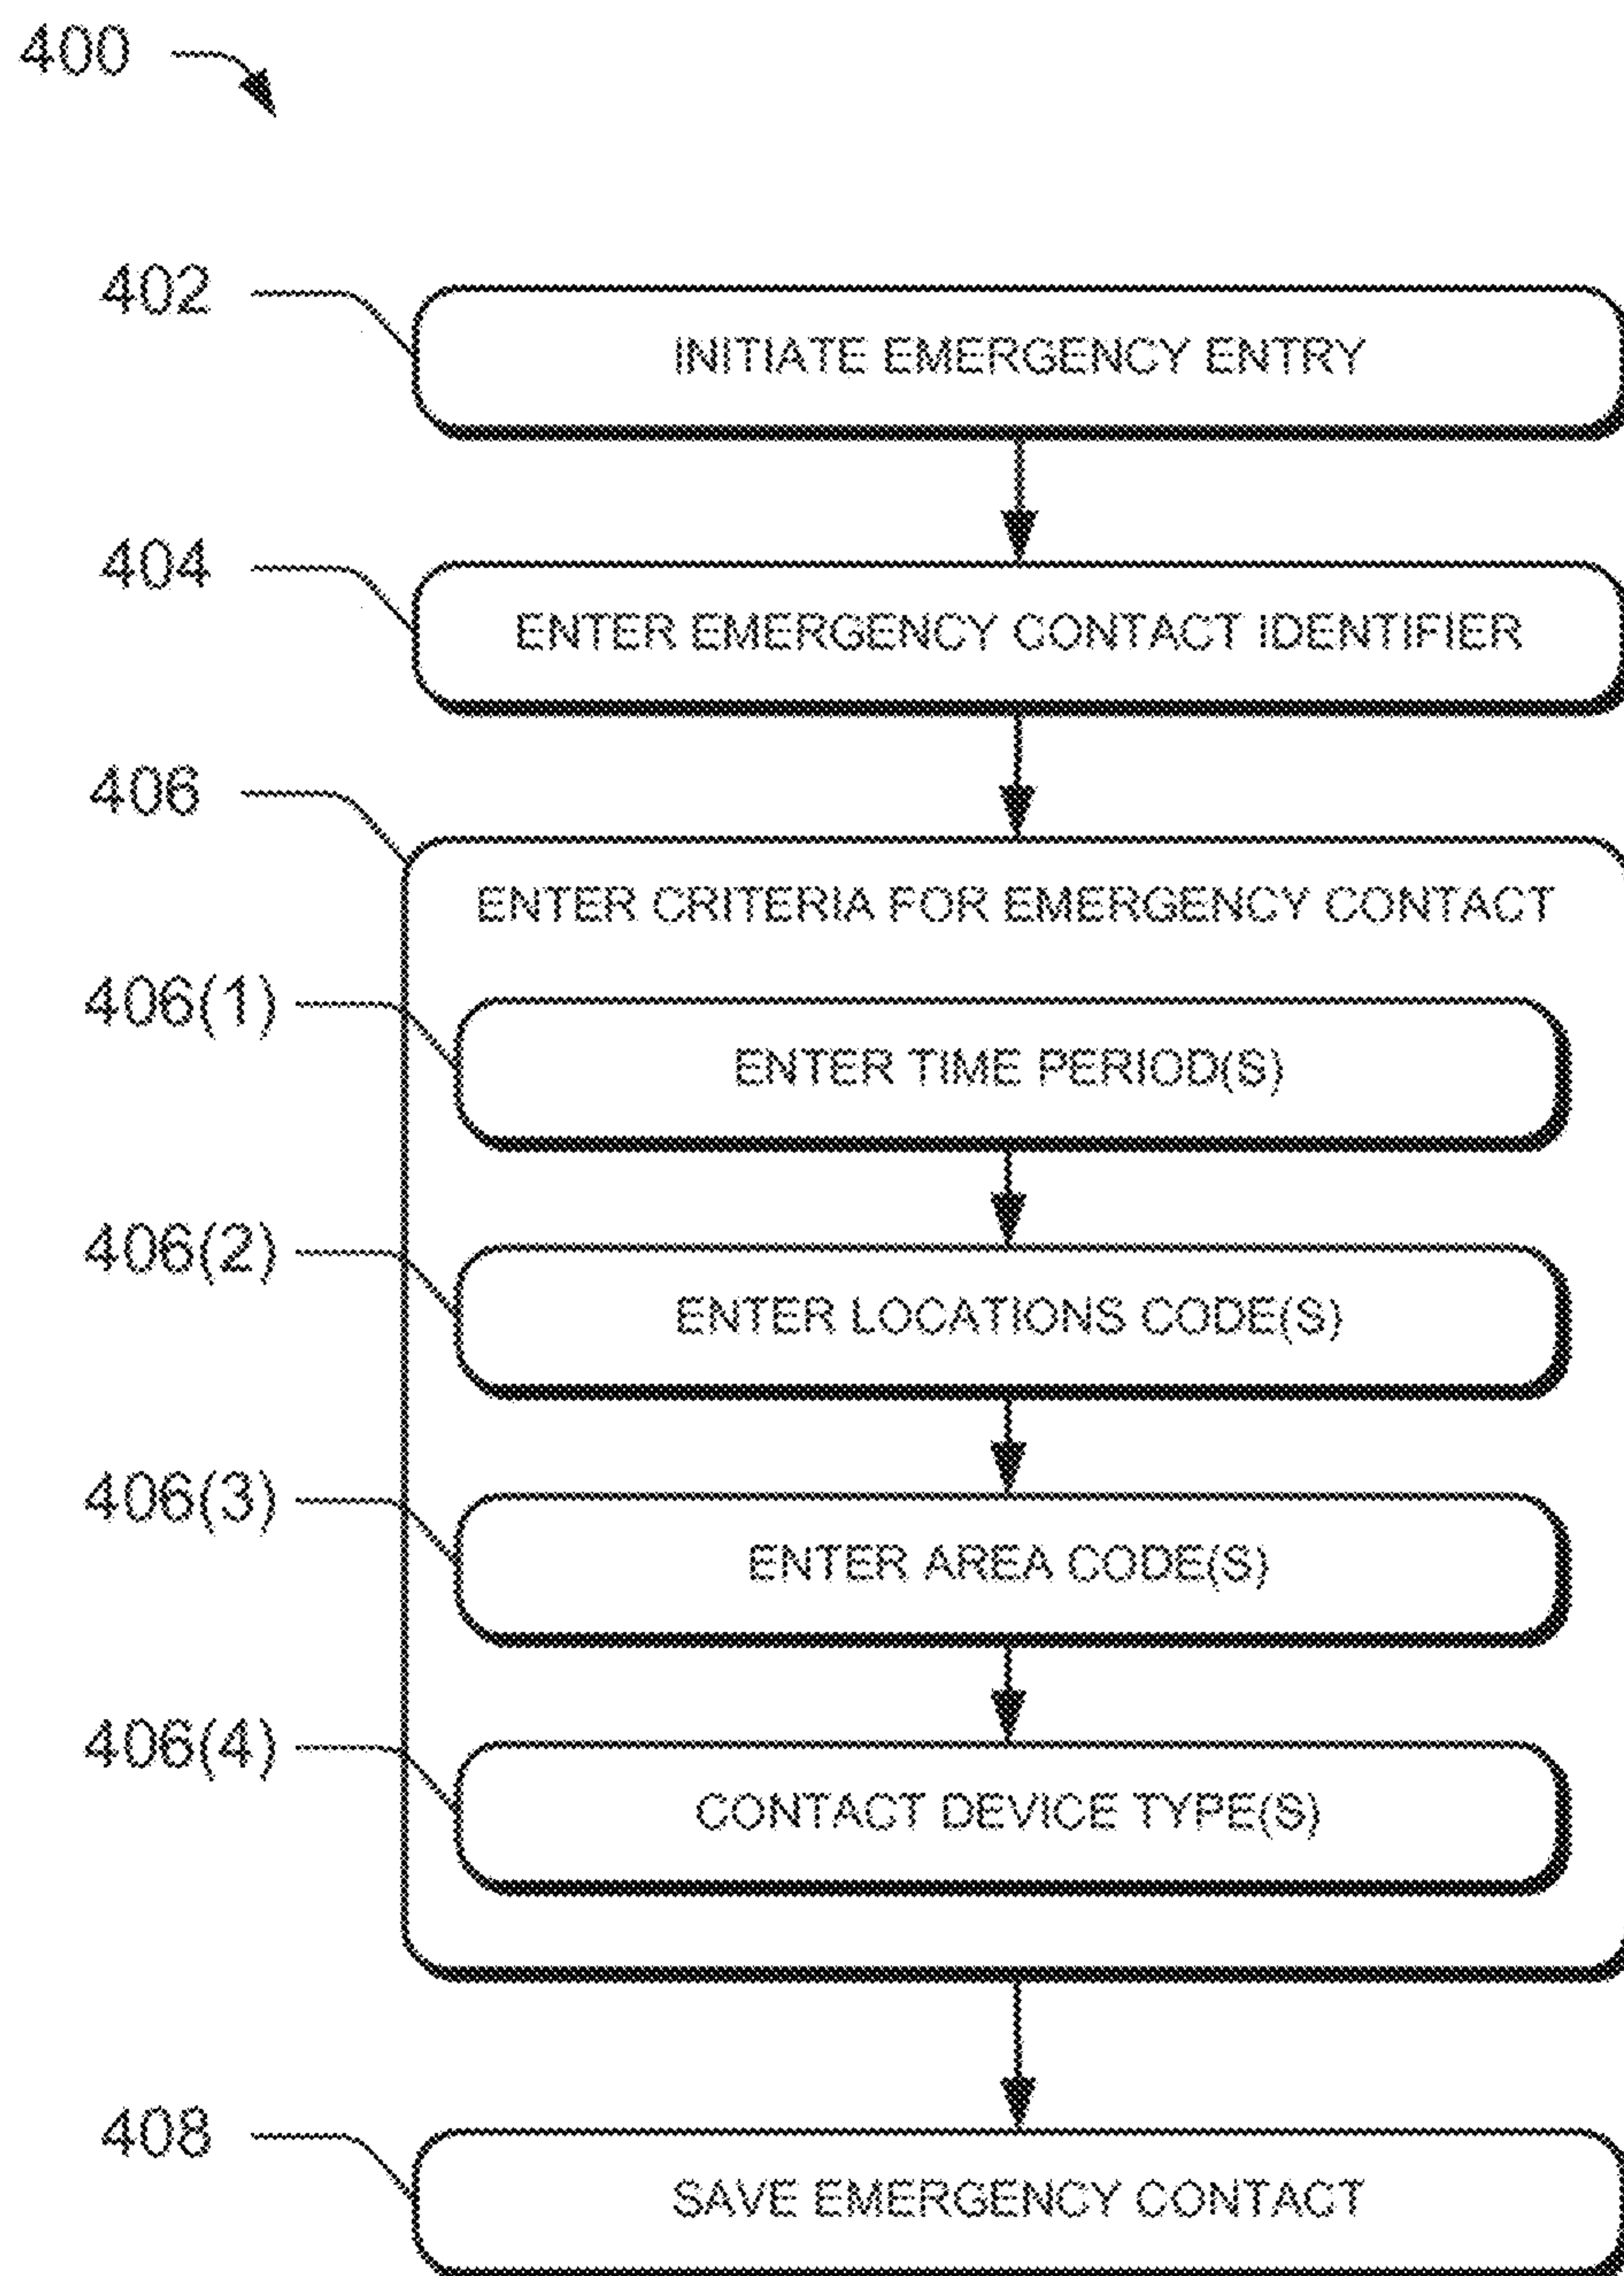 400
402
INITIATE EMERGENCY ENTRY
404
ENTER EMERGENCY CONTACT IDENTIFIER
406
ENTER CRITERIA FOR EMERGENCY CONTACT
406(1)
ENTER TIME PERIOD(S)
406(2)
ENTER LOCATIONS CODE(S)
406(3)
ENTER AREA CODE(S)
406(4)
CONTACT DEVICE TYPE(S)
408
SAVE EMERGENCY CONTACT